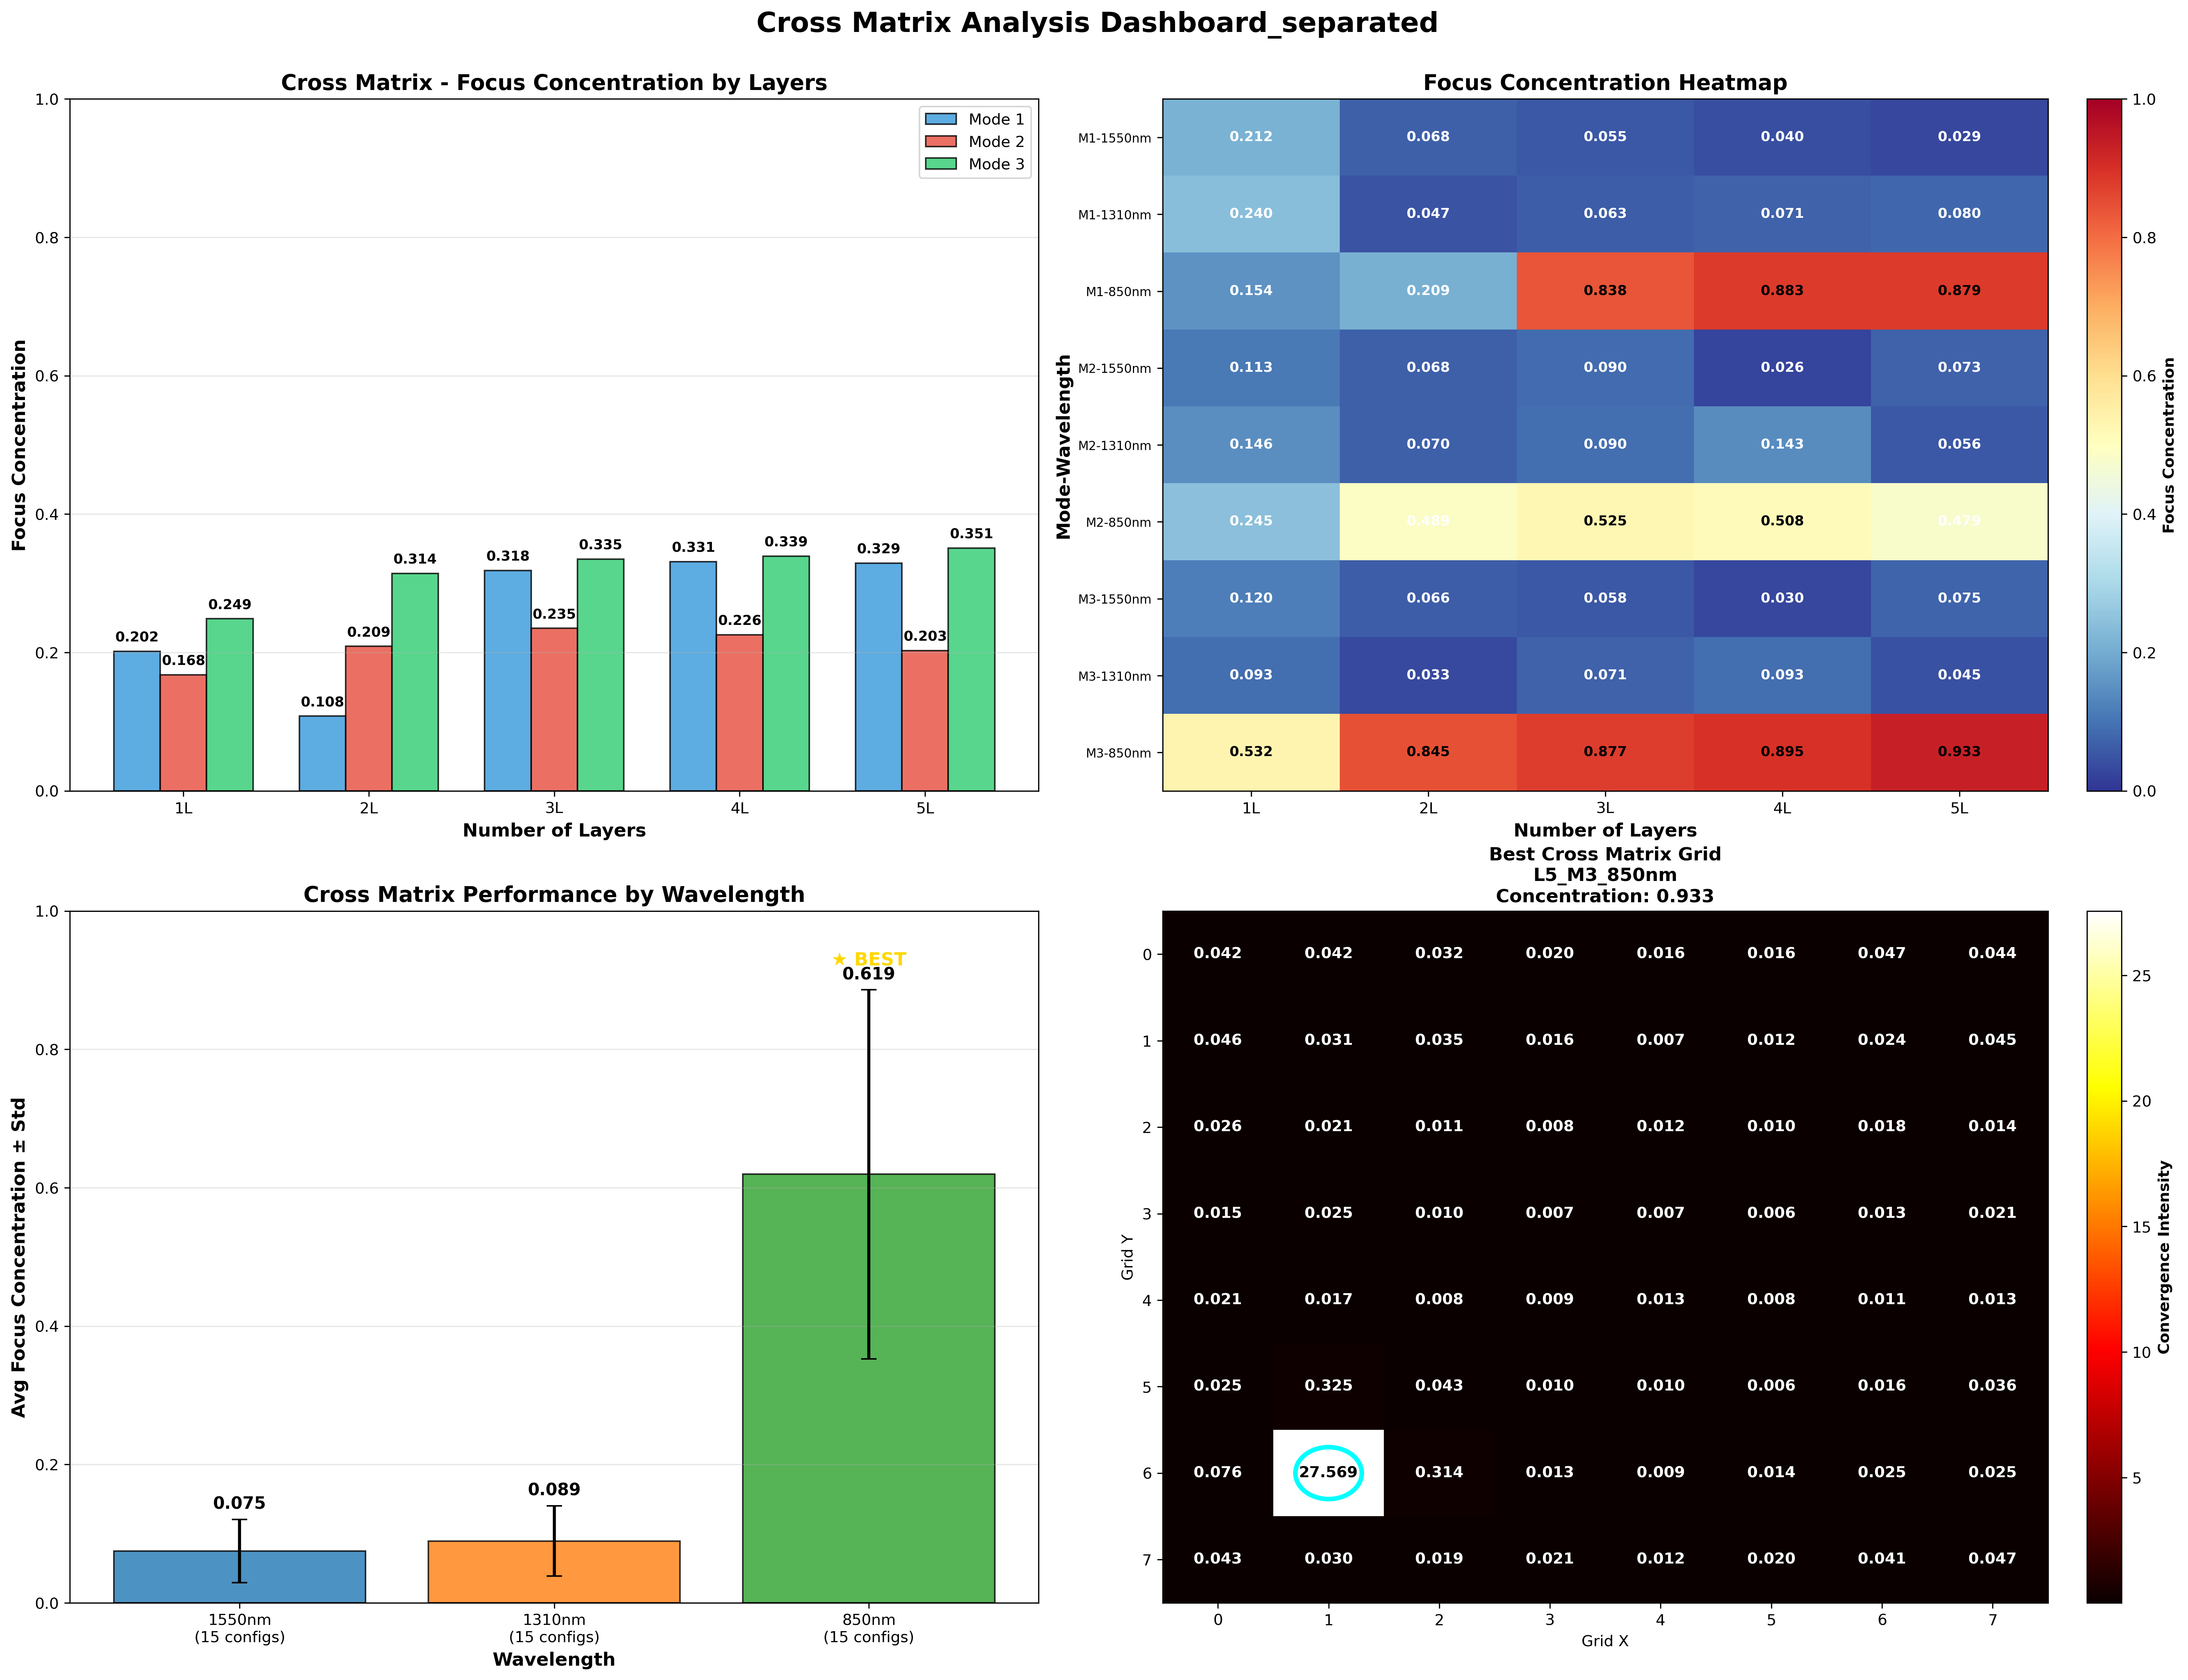 Cross Matrix Analysis Dashboard_separated
Cross Matrix - Focus Concentration by Layers
Focus Concentration
1.0
0.8
0.6
0.4
0.2
0.0
Mode 1
Mode 2
Mode 3
0.202 0.168 0.249
0.108 0.209 0.314
0.318 0.235 0.335
0.331 0.226 0.339
0.329 0.203 0.351
1L 2L 3L 4L 5L
Number of Layers
Focus Concentration Heatmap
Mode-Wavelength
M1-1550nm 0.212 0.068 0.055 0.040 0.029
M1-1310nm 0.240 0.047 0.063 0.071 0.080
M1-850nm 0.154 0.209 0.838 0.883 0.879
M2-1550nm 0.113 0.068 0.090 0.026 0.073
M2-1310nm 0.146 0.070 0.090 0.143 0.056
M2-850nm 0.245 0.489 0.525 0.508 0.479
M3-1550nm 0.120 0.066 0.058 0.030 0.075
M3-1310nm 0.093 0.033 0.071 0.093 0.045
M3-850nm 0.532 0.845 0.877 0.895 0.933
1L 2L 3L 4L 5L
Number of Layers
1.0
0.8
0.6
0.4
0.2
0.0
Focus Concentration
Cross Matrix Performance by Wavelength
Avg Focus Concentration ± Std
1.0
0.8
0.6
0.4
0.2
0.0
0.075
0.089
★ BEST
0.619
1550nm
(15 configs)
1310nm
(15 configs)
850nm
(15 configs)
Wavelength
Best Cross Matrix Grid
L5_M3_850nm
Concentration: 0.933
Grid Y
0 0.042 0.042 0.032 0.020 0.016 0.016 0.047 0.044
1 0.046 0.031 0.035 0.016 0.007 0.012 0.024 0.045
2 0.026 0.021 0.011 0.008 0.012 0.010 0.018 0.014
3 0.015 0.025 0.010 0.007 0.007 0.006 0.013 0.021
4 0.021 0.017 0.008 0.009 0.013 0.008 0.011 0.013
5 0.025 0.325 0.043 0.010 0.010 0.006 0.016 0.036
6 0.076 27.569 0.314 0.013 0.009 0.014 0.025 0.025
7 0.043 0.030 0.019 0.021 0.012 0.020 0.041 0.047
0 1 2 3 4 5 6 7
Grid X
25
20
15
10
5
Convergence Intensity